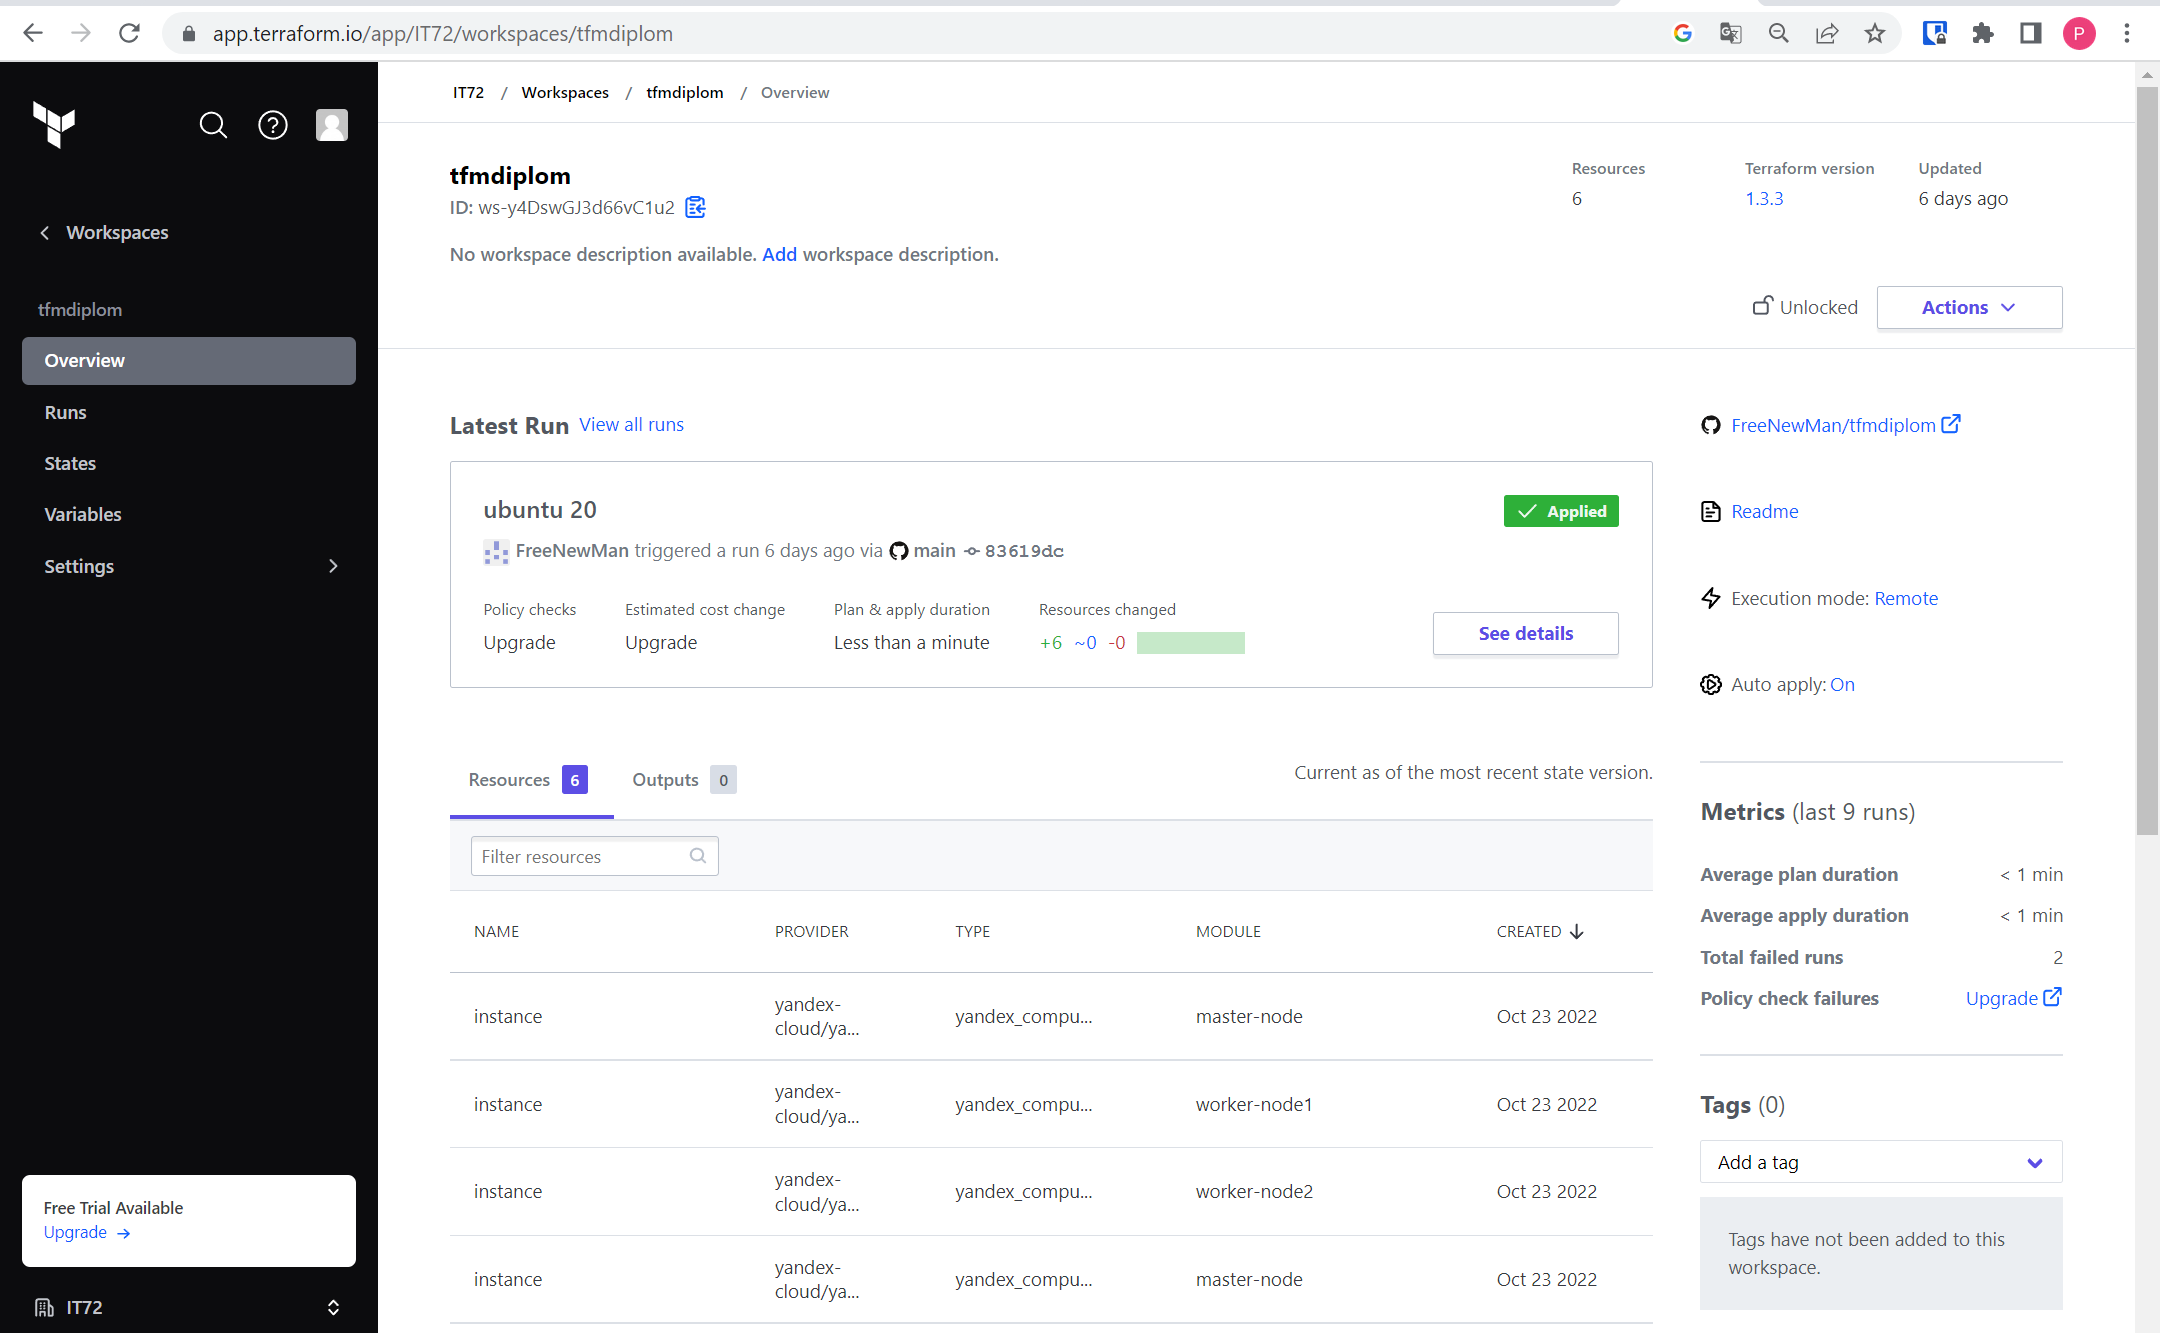 app.terraform.io/app/IT72/workspaces/tfmdiplom
P
Workspaces
tfmdiplom
Overview
Runs
States
Variables
Settings
Free Trial Available
Upgrade →
IT72
IT72 / Workspaces / tfmdiplom / Overview
tfmdiplom
ID: ws-y4DswGJ3d66vC1u2
No workspace description available. Add workspace description.
Resources
6
Terraform version
1.3.3
Updated
6 days ago
Unlocked
Actions
Latest Run View all runs
ubuntu 20
Applied
FreeNewMan triggered a run 6 days ago via main 83619dc
Policy checks
Upgrade
Estimated cost change
Upgrade
Plan & apply duration
Less than a minute
Resources changed
+6 ~0 -0
See details
Resources 6
Outputs 0
Current as of the most recent state version.
Filter resources
NAME PROVIDER TYPE MODULE CREATED ↓
instance yandex-cloud/ya... yandex_compu... master-node Oct 23 2022
instance yandex-cloud/ya... yandex_compu... worker-node1 Oct 23 2022
instance yandex-cloud/ya... yandex_compu... worker-node2 Oct 23 2022
instance yandex-cloud/ya... yandex_compu... master-node Oct 23 2022
FreeNewMan/tfmdiplom
Readme
Execution mode: Remote
Auto apply: On
Metrics (last 9 runs)
Average plan duration < 1 min
Average apply duration < 1 min
Total failed runs 2
Policy check failures Upgrade
Tags (0)
Add a tag
Tags have not been added to this
workspace.